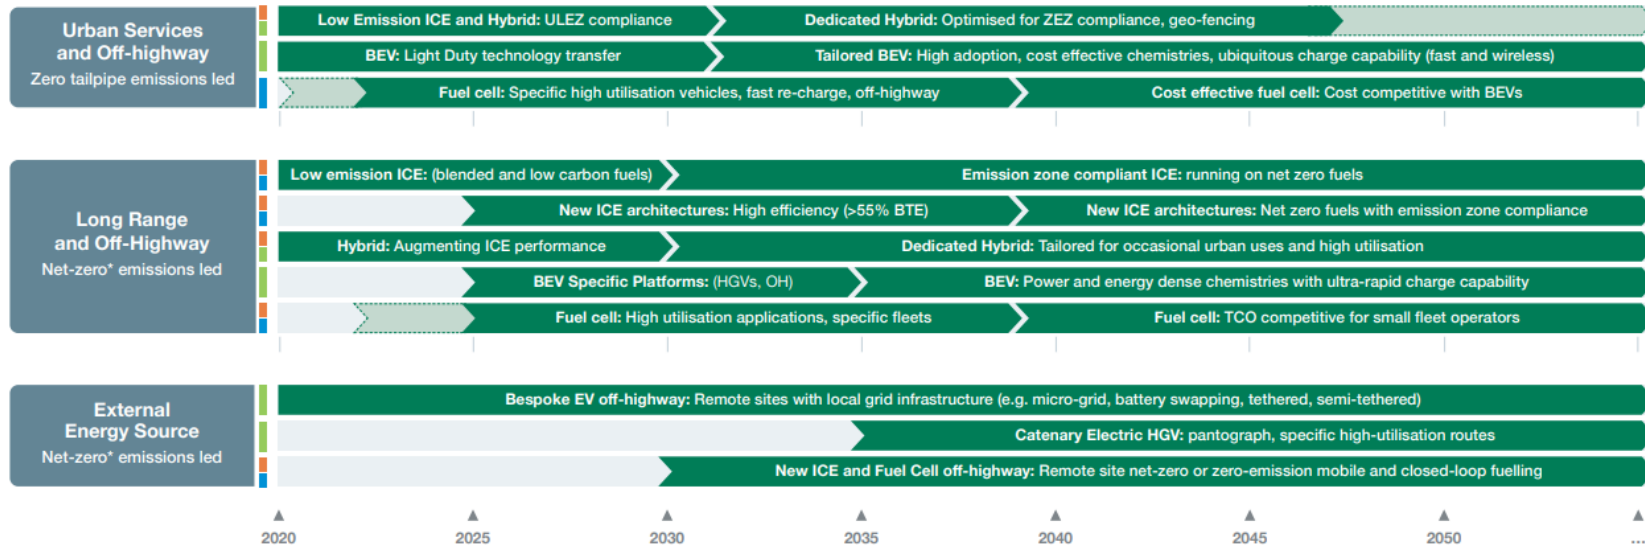 Urban Services
and Off-highway
Zero tailpipe emissions led
Low Emission ICE and Hybrid: ULEZ compliance
Dedicated Hybrid: Optimised for ZEZ compliance, geo-fencing
BEV: Light Duty technology transfer
Tailored BEV: High adoption, cost effective chemistries, ubiquitous charge capability (fast and wireless)
Fuel cell: Specific high utilisation vehicles, fast re-charge, off-highway
Cost effective fuel cell: Cost competitive with BEVs
Long Range
and Off-Highway
Net-zero* emissions led
Low emission ICE: (blended and low carbon fuels)
Emission zone compliant ICE: running on net zero fuels
New ICE architectures: High efficiency (>55% BTE)
New ICE architectures: Net zero fuels with emission zone compliance
Hybrid: Augmenting ICE performance
Dedicated Hybrid: Tailored for occasional urban uses and high utilisation
BEV Specific Platforms: (HGVs, OH)
BEV: Power and energy dense chemistries with ultra-rapid charge capability
Fuel cell: High utilisation applications, specific fleets
Fuel cell: TCO competitive for small fleet operators
External
Energy Source
Net-zero* emissions led
Bespoke EV off-highway: Remote sites with local grid infrastructure (e.g. micro-grid, battery swapping, tethered, semi-tethered)
Catenary Electric HGV: pantograph, specific high-utilisation routes
New ICE and Fuel Cell off-highway: Remote site net-zero or zero-emission mobile and closed-loop fuelling
2020 2025 2030 2035 2040 2045 2050 ...